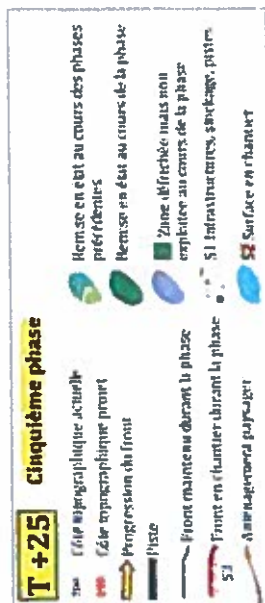 T +25 Cinquième phase
Côte topographique actuelle
Côte topographique projet
Progression du front
Piste
Front maintenu durant la phase
Front en chantier durant la phase
S3
Aménagement paysager
Remise en état au cours des phases
précédentes
Remise en état au cours de la phase
Zone défrichée mais non
exploitée au cours de la phase
S1 Infrastructures, stockage, pistes
S2 Surface en chantier